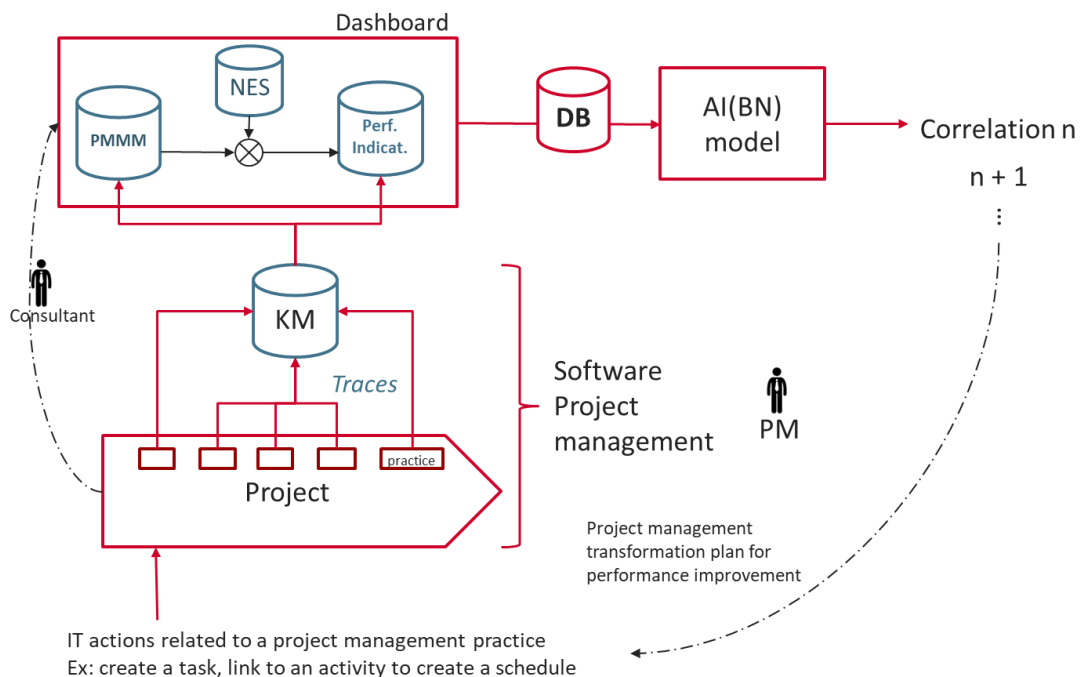 Dashboard
NES
PMMM
Perf.
Indicat.
DB
AI(BN)
model
Correlation n
n + 1
⋮
Consultant
KM
Traces
Software
Project
management
PM
practice
Project
Project management
transformation plan for
performance improvement
IT actions related to a project management practice
Ex: create a task, link to an activity to create a schedule